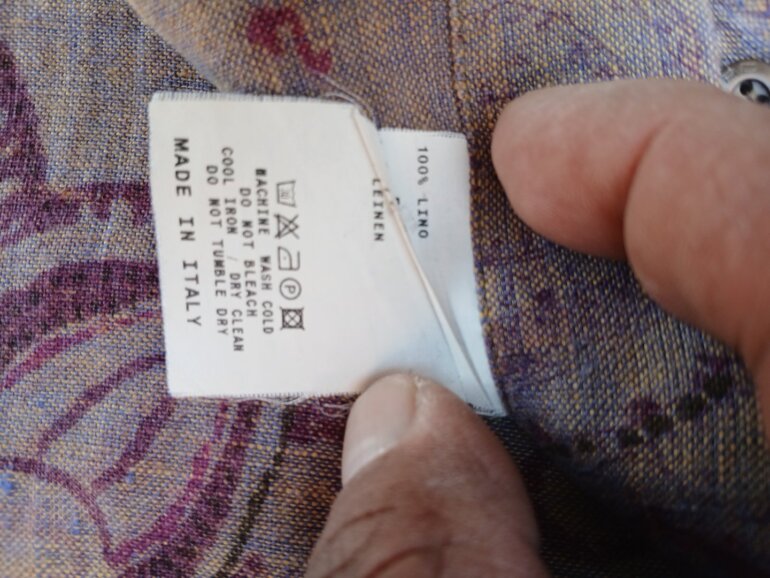 100% LINO
LEINEN
MACHINE WASH COLD
DO NOT BLEACH
COOL IRON / DRY CLEAN
DO NOT TUMBLE DRY
MADE IN ITALY